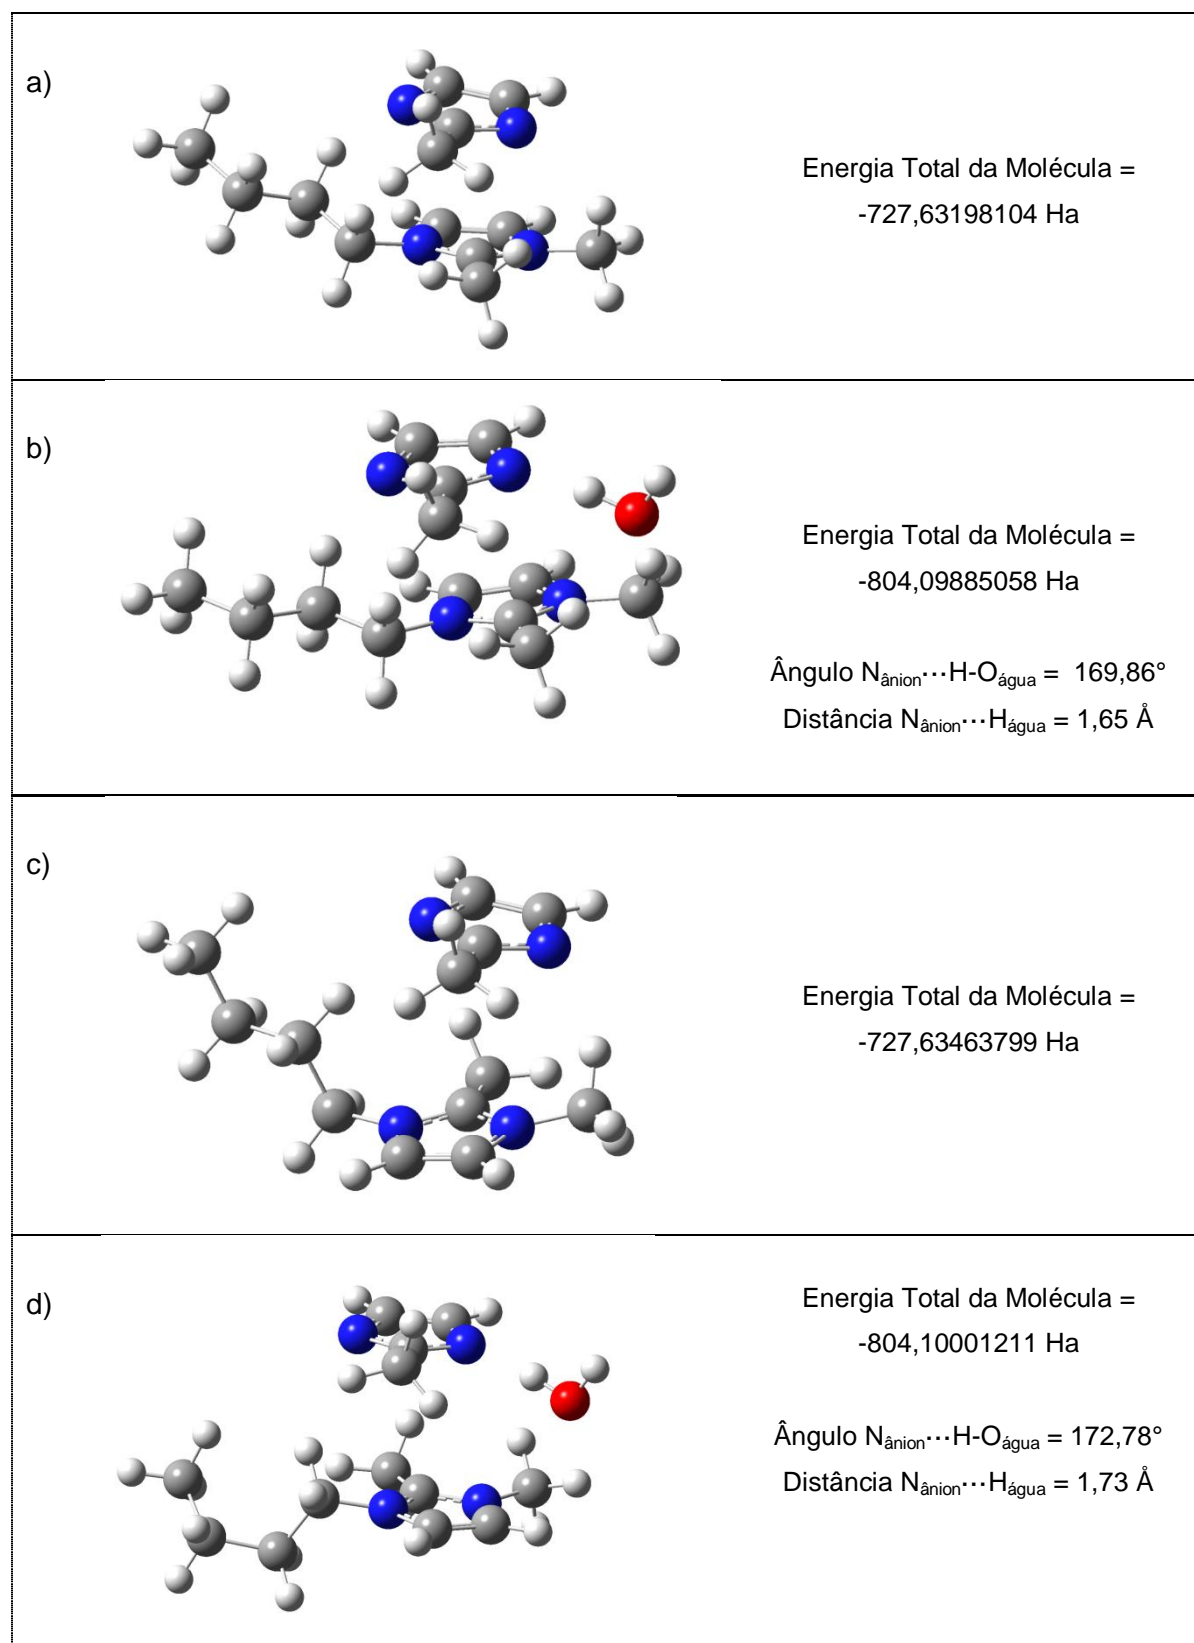 a)
Energia Total da Molécula =
-727,63198104 Ha
b)
Energia Total da Molécula =
-804,09885058 Ha
Ângulo Nânion···H-Oágua = 169,86°
Distância Nânion···Hágua = 1,65 Å
c)
Energia Total da Molécula =
-727,63463799 Ha
d)
Energia Total da Molécula =
-804,10001211 Ha
Ângulo Nânion···H-Oágua = 172,78°
Distância Nânion···Hágua = 1,73 Å